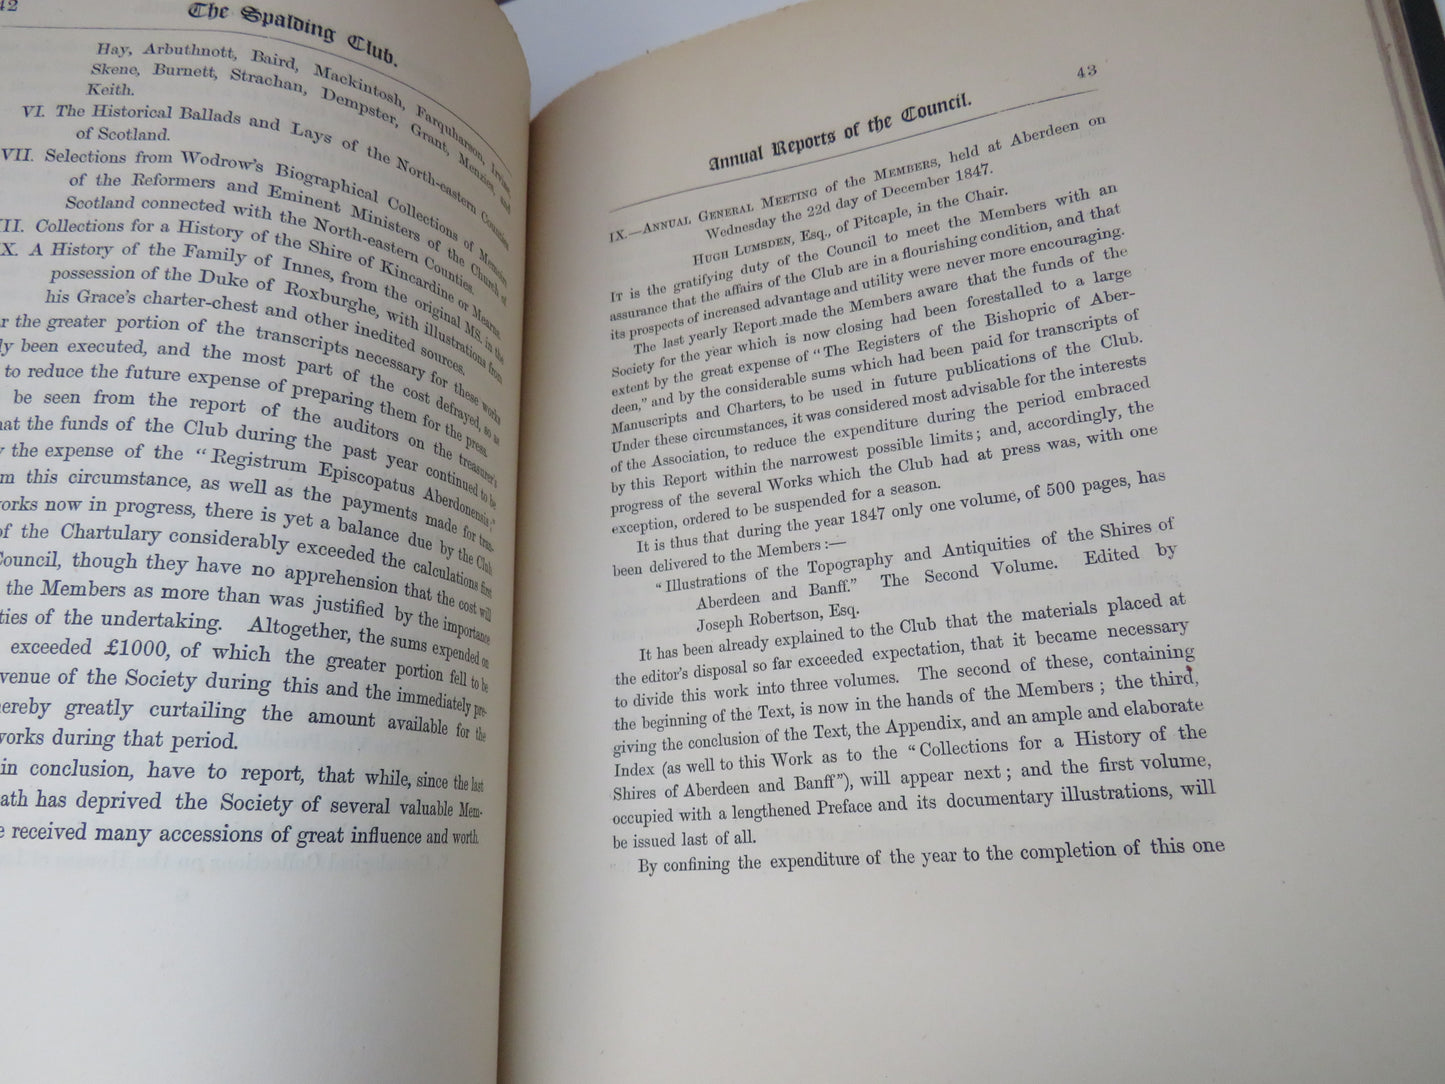 42
The Spalding Club.
Hay, Arbuthnott, Baird, Mackintosh, Farquharson, Irvine,
Skene, Burnett, Strachan, Dempster, Grant, Menzies, and
Keith.
VI. The Historical Ballads and Lays of the North-eastern Counties
of Scotland.
VII. Selections from Wodrow's Biographical Collections of Memoirs
of the Reformers and Eminent Ministers of the Church of
Scotland connected with the North-eastern Counties.
III. Collections for a History of the Shire of Kincardine or Mearns.
X. A History of the Family of Innes, from the original MS. in the
possession of the Duke of Roxburghe, with illustrations from
his Grace's charter-chest and other inedited sources.
the greater portion of the transcripts necessary for these works
been executed, and the most part of the cost defrayed, so as
to reduce the future expense of preparing them for the press.
be seen from the report of the auditors on the treasurer's
at the funds of the Club during the past year continued to be
the expense of the "Registrum Episcopatus Aberdonensis;"
m this circumstance, as well as the payments made for tran-
works now in progress, there is yet a balance due by the Club
of the Chartulary considerably exceeded the calculations first
Council, though they have no apprehension that the cost will
the Members as more than was justified by the importance
ties of the undertaking. Altogether, the sums expended on
exceeded £1000, of which the greater portion fell to be
venue of the Society during this and the immediately pre-
hereby greatly curtailing the amount available for the
works during that period.
in conclusion, have to report, that while, since the last
ath has deprived the Society of several valuable Mem-
e received many accessions of great influence and worth.
43
Annual Reports of the Council.
IX.—Annual General Meeting of the Members, held at Aberdeen on
Wednesday the 22d day of December 1847.
Hugh Lumsden, Esq., of Pitcaple, in the Chair.
It is the gratifying duty of the Council to meet the Members with an
assurance that the affairs of the Club are in a flourishing condition, and that
its prospects of increased advantage and utility were never more encouraging.
The last yearly Report made the Members aware that the funds of the
Society for the year which is now closing had been forestalled to a large
extent by the great expense of "The Registers of the Bishopric of Aber-
deen," and by the considerable sums which had been paid for transcripts of
Manuscripts and Charters, to be used in future publications of the Club.
Under these circumstances, it was considered most advisable for the interests
of the Association, to reduce the expenditure during the period embraced
by this Report within the narrowest possible limits; and, accordingly, the
progress of the several Works which the Club had at press was, with one
exception, ordered to be suspended for a season.
It is thus that during the year 1847 only one volume, of 500 pages, has
been delivered to the Members:—
"Illustrations of the Topography and Antiquities of the Shires of
Aberdeen and Banff." The Second Volume. Edited by
Joseph Robertson, Esq.
It has been already explained to the Club that the materials placed at
the editor's disposal so far exceeded expectation, that it became necessary
to divide this work into three volumes. The second of these, containing
the beginning of the Text, is now in the hands of the Members; the third,
giving the conclusion of the Text, the Appendix, and an ample and elaborate
Index (as well to this Work as to the "Collections for a History of the
Shires of Aberdeen and Banff"), will appear next; and the first volume,
occupied with a lengthened Preface and its documentary illustrations, will
be issued last of all.
By confining the expenditure of the year to the completion of this one